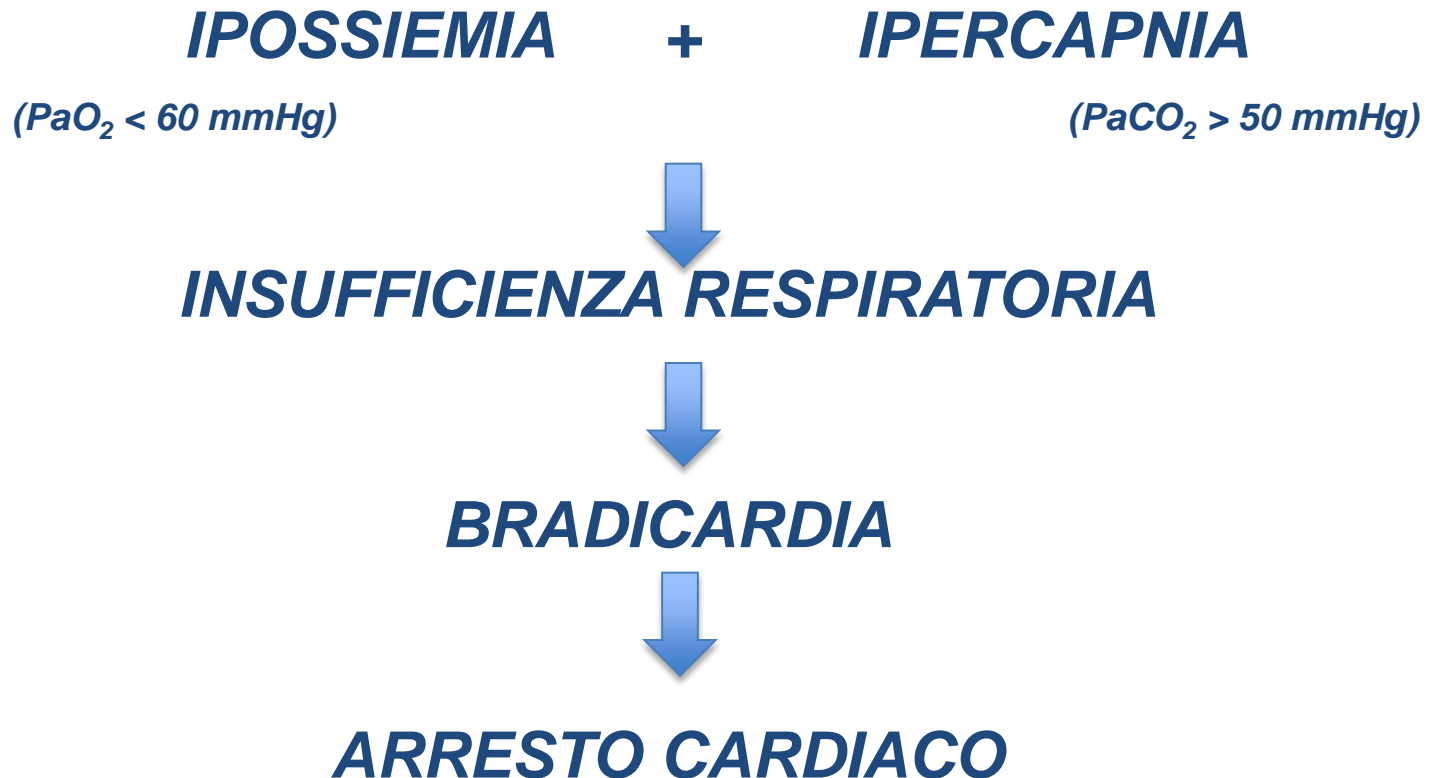 IPOSSIEMIA + IPERCAPNIA
(PaO₂ < 60 mmHg) (PaCO₂ > 50 mmHg)
INSUFFICIENZA RESPIRATORIA
BRADICARDIA
ARRESTO CARDIACO